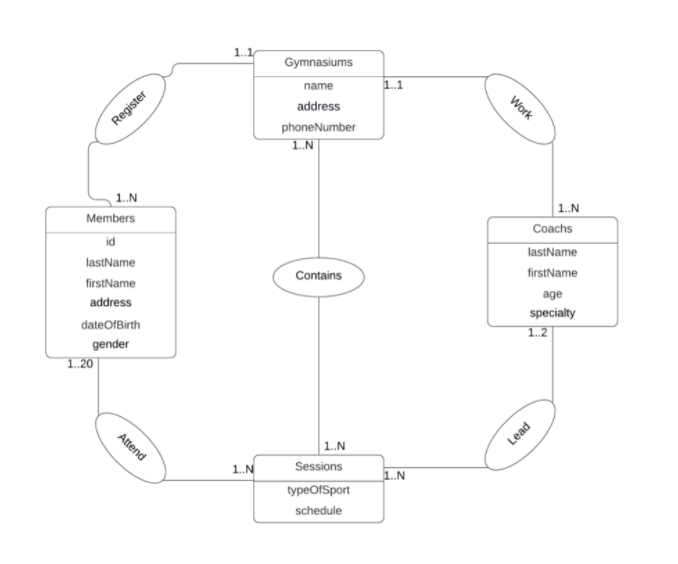 1..1
Gymnasiums
name
address
phoneNumber
1..1
1..N
Register
Work
1..N
Members
id
lastName
firstName
address
dateOfBirth
gender
1..20
Contains
1..N
Coachs
lastName
firstName
age
specialty
1..2
Attend
Lead
1..N
1..N
Sessions
typeOfSport
schedule
1..N